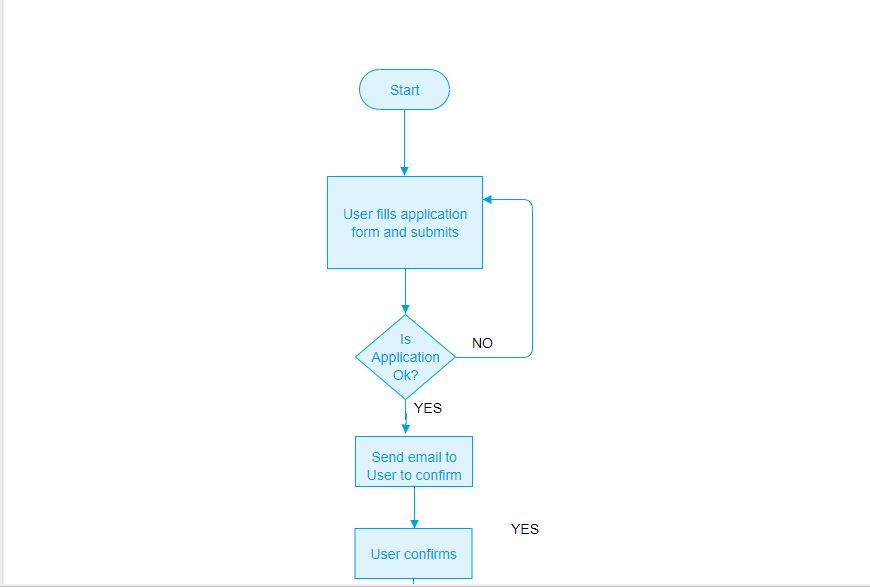 Start
User fills application
form and submits
Is
Application
Ok?
NO
YES
Send email to
User to confirm
YES
User confirms